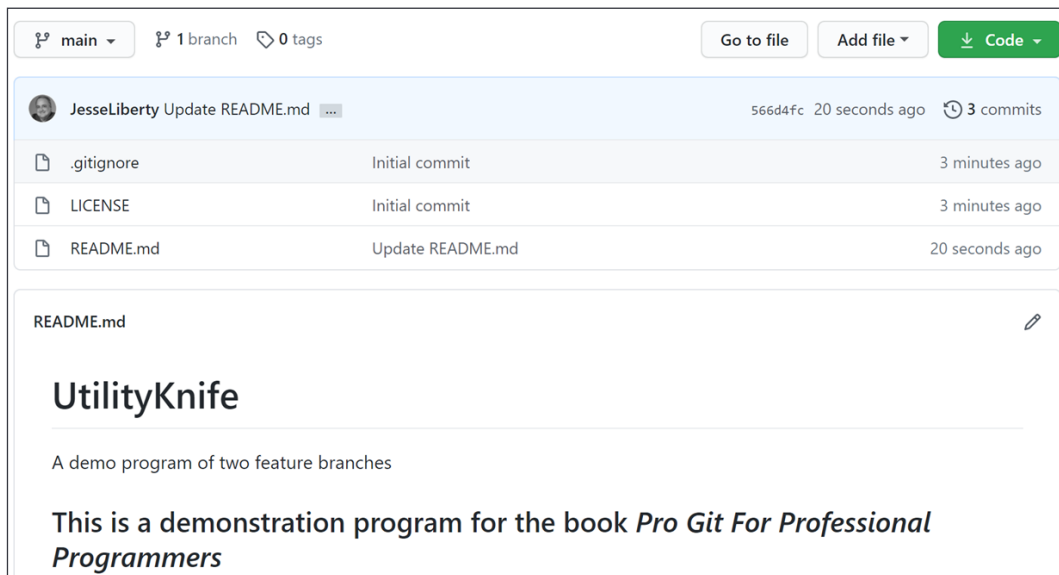 main 1 branch 0 tags Go to file Add file Code
JesseLiberty Update README.md ... 566d4fc 20 seconds ago 3 commits
.gitignore Initial commit 3 minutes ago
LICENSE Initial commit 3 minutes ago
README.md Update README.md 20 seconds ago
README.md
UtilityKnife
A demo program of two feature branches
This is a demonstration program for the book Pro Git For Professional
Programmers